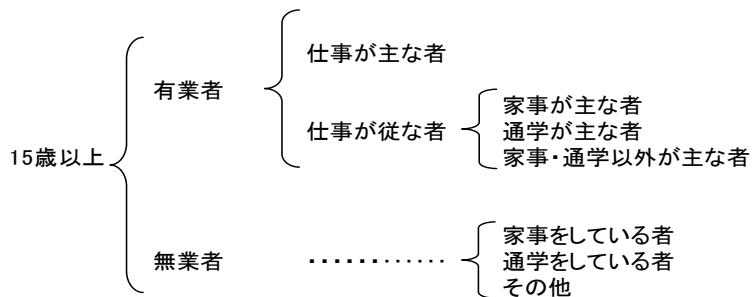 仕事が主な者
有業者
仕事が従な者
家事が主な者
通学が主な者
家事・通学以外が主な者
15歳以上
無業者
・・・・・・・・・・・・
家事をしている者
通学をしている者
その他